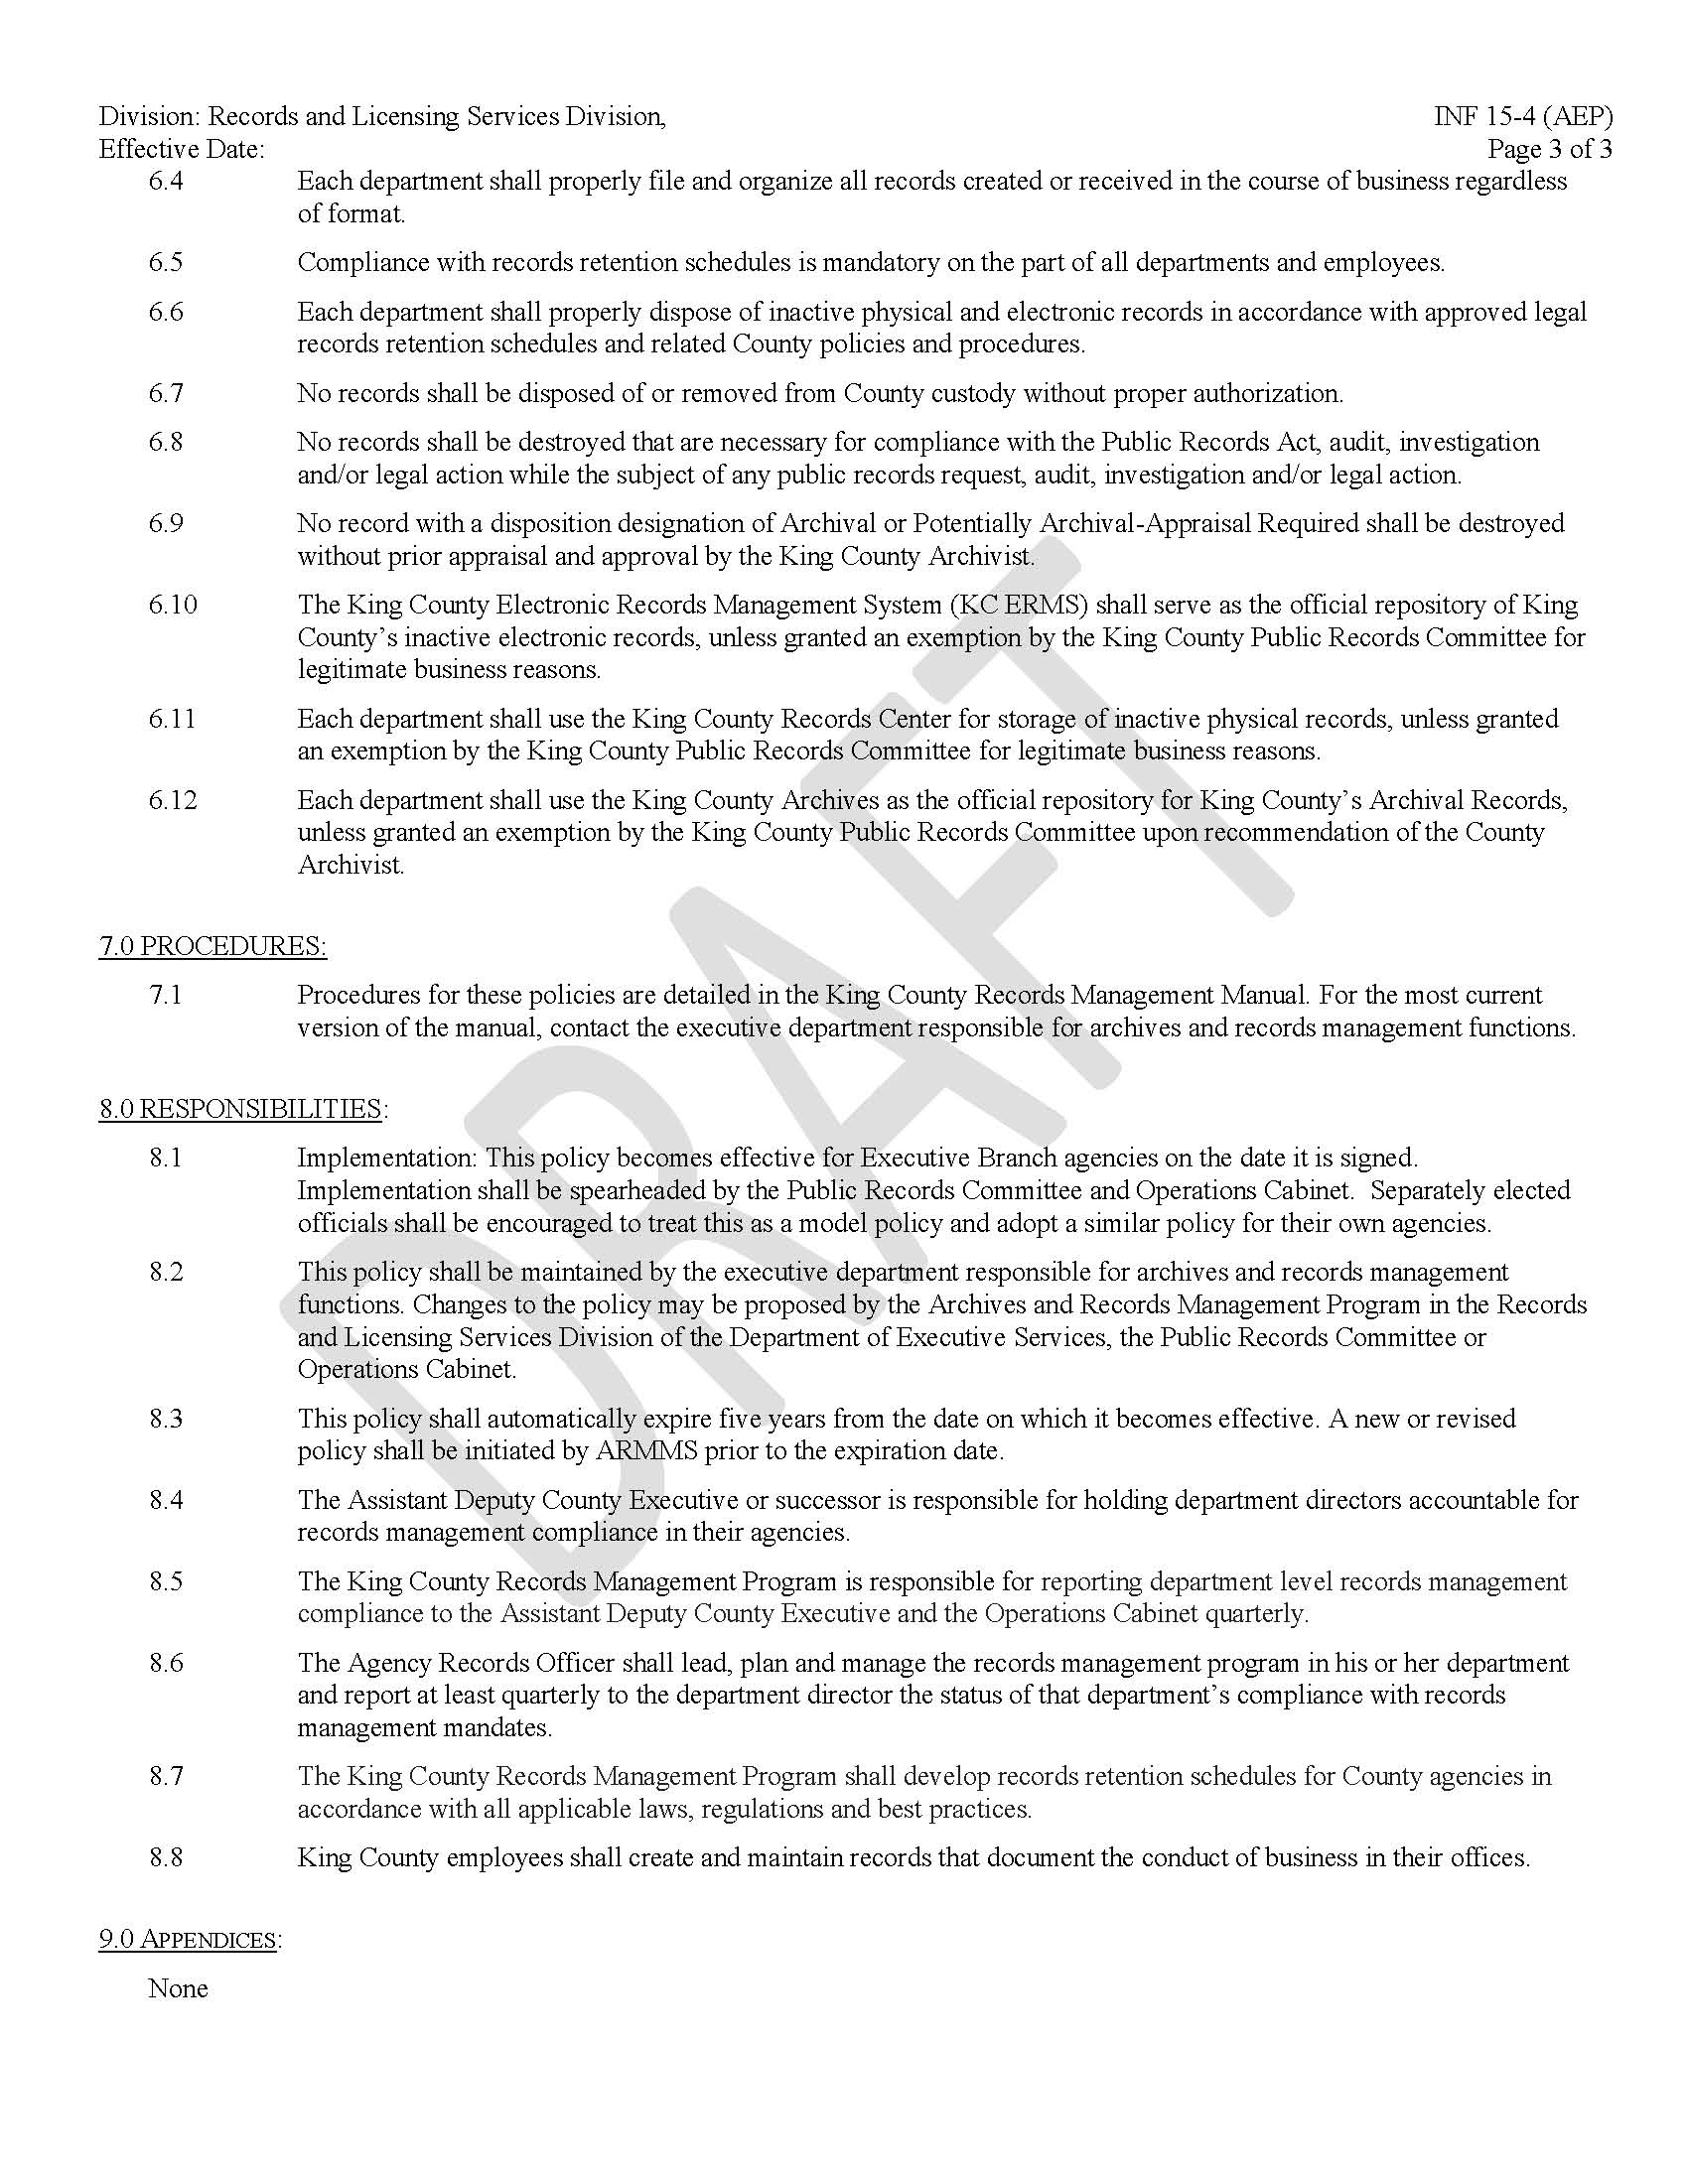 Division: Records and Licensing Services Division, INF 15-4 (AEP)
Effective Date: Page 3 of 3
6.4 Each department shall properly file and organize all records created or received in the course of business regardless
of format.
6.5 Compliance with records retention schedules is mandatory on the part of all departments and employees.
6.6 Each department shall properly dispose of inactive physical and electronic records in accordance with approved legal
records retention schedules and related County policies and procedures.
6.7 No records shall be disposed of or removed from County custody without proper authorization.
6.8 No records shall be destroyed that are necessary for compliance with the Public Records Act, audit, investigation
and/or legal action while the subject of any public records request, audit, investigation and/or legal action.
6.9 No record with a disposition designation of Archival or Potentially Archival-Appraisal Required shall be destroyed
without prior appraisal and approval by the King County Archivist.
6.10 The King County Electronic Records Management System (KC ERMS) shall serve as the official repository of King
County’s inactive electronic records, unless granted an exemption by the King County Public Records Committee for
legitimate business reasons.
6.11 Each department shall use the King County Records Center for storage of inactive physical records, unless granted
an exemption by the King County Public Records Committee for legitimate business reasons.
6.12 Each department shall use the King County Archives as the official repository for King County’s Archival Records,
unless granted an exemption by the King County Public Records Committee upon recommendation of the County
Archivist.
7.0 PROCEDURES:
7.1 Procedures for these policies are detailed in the King County Records Management Manual. For the most current
version of the manual, contact the executive department responsible for archives and records management functions.
8.0 RESPONSIBILITIES:
8.1 Implementation: This policy becomes effective for Executive Branch agencies on the date it is signed.
Implementation shall be spearheaded by the Public Records Committee and Operations Cabinet. Separately elected
officials shall be encouraged to treat this as a model policy and adopt a similar policy for their own agencies.
8.2 This policy shall be maintained by the executive department responsible for archives and records management
functions. Changes to the policy may be proposed by the Archives and Records Management Program in the Records
and Licensing Services Division of the Department of Executive Services, the Public Records Committee or
Operations Cabinet.
8.3 This policy shall automatically expire five years from the date on which it becomes effective. A new or revised
policy shall be initiated by ARMMS prior to the expiration date.
8.4 The Assistant Deputy County Executive or successor is responsible for holding department directors accountable for
records management compliance in their agencies.
8.5 The King County Records Management Program is responsible for reporting department level records management
compliance to the Assistant Deputy County Executive and the Operations Cabinet quarterly.
8.6 The Agency Records Officer shall lead, plan and manage the records management program in his or her department
and report at least quarterly to the department director the status of that department’s compliance with records
management mandates.
8.7 The King County Records Management Program shall develop records retention schedules for County agencies in
accordance with all applicable laws, regulations and best practices.
8.8 King County employees shall create and maintain records that document the conduct of business in their offices.
9.0 APPENDICES:
None
DRAFT